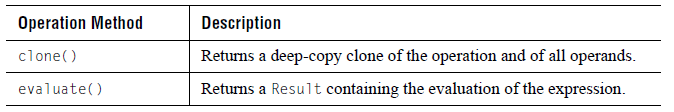 Operation Method Description
clone() Returns a deep-copy clone of the operation and of all operands.
evaluate() Returns a Result containing the evaluation of the expression.